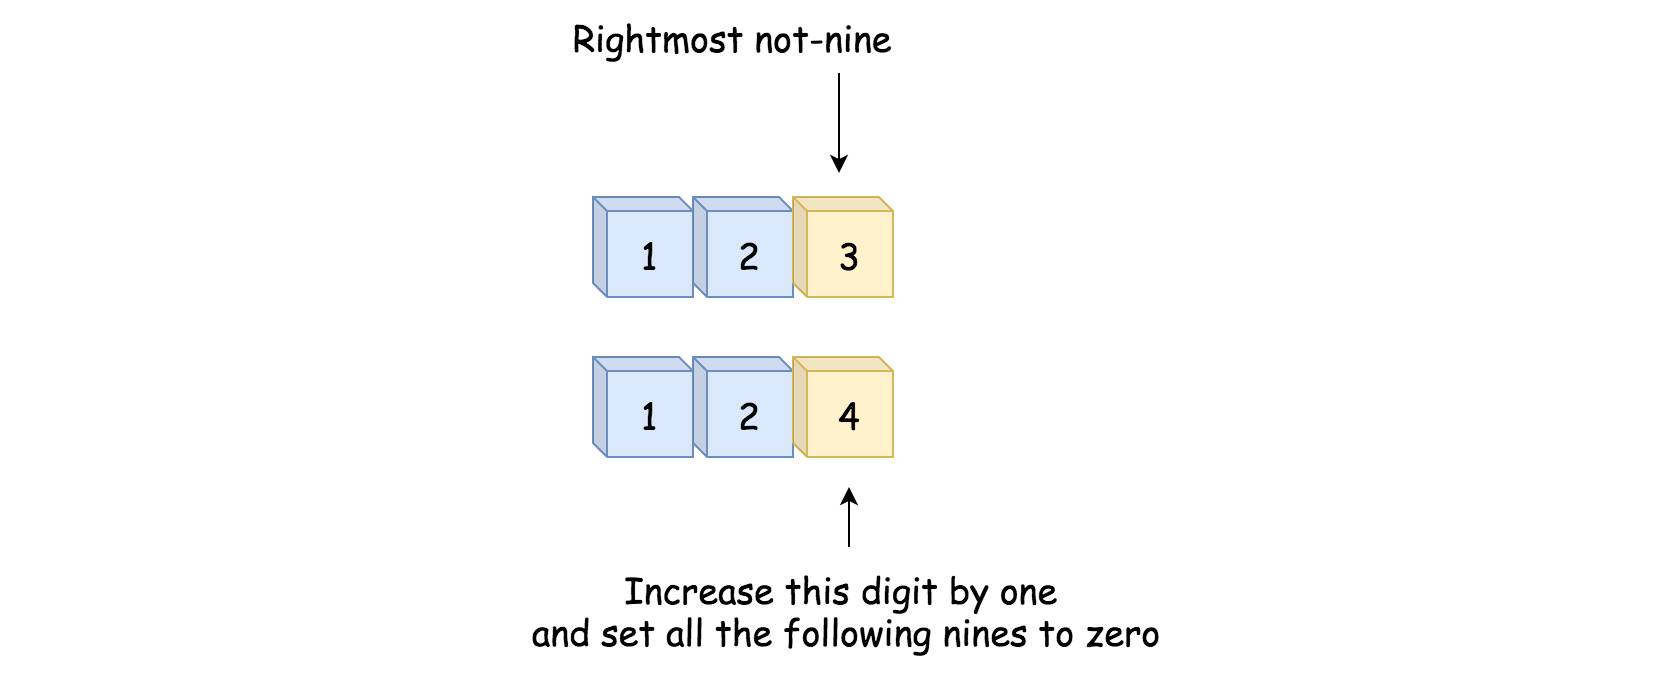 Rightmost not-nine
1 2 3
1 2 4
Increase this digit by one
and set all the following nines to zero